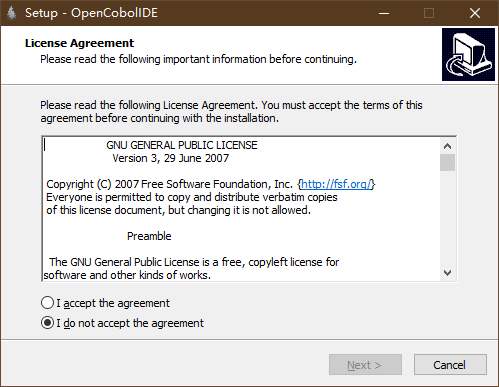 Setup - OpenCobolIDE
License Agreement
Please read the following important information before continuing.
Please read the following License Agreement. You must accept the terms of this
agreement before continuing with the installation.
GNU GENERAL PUBLIC LICENSE
Version 3, 29 June 2007
Copyright (C) 2007 Free Software Foundation, Inc. {http://fsf.org/}
Everyone is permitted to copy and distribute verbatim copies
of this license document, but changing it is not allowed.
Preamble
The GNU General Public License is a free, copyleft license for
software and other kinds of works.
I accept the agreement
I do not accept the agreement
Next >
Cancel